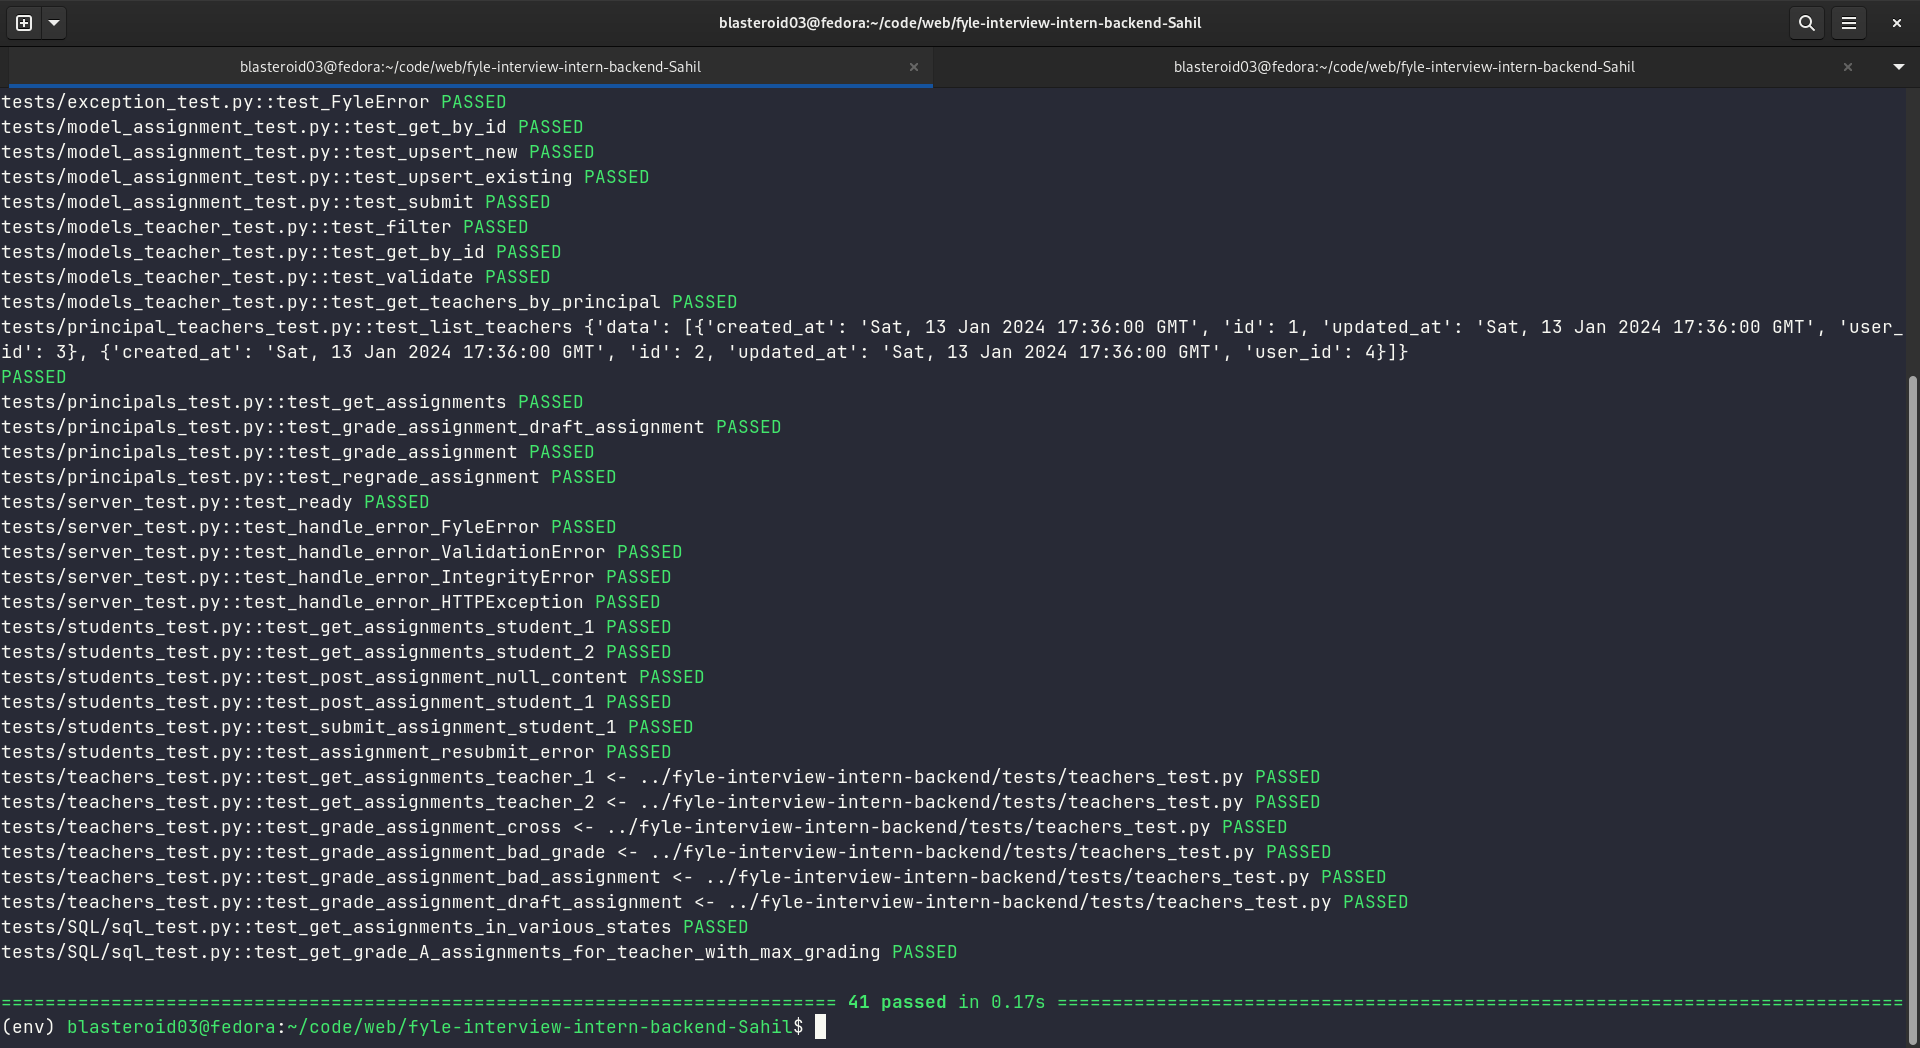 blasteroid03@fedora:~/code/web/fyle-interview-intern-backend-Sahil
blasteroid03@fedora:~/code/web/fyle-interview-intern-backend-Sahil
blasteroid03@fedora:~/code/web/fyle-interview-intern-backend-Sahil
tests/exception_test.py::test_FyleError PASSED
tests/model_assignment_test.py::test_get_by_id PASSED
tests/model_assignment_test.py::test_upsert_new PASSED
tests/model_assignment_test.py::test_upsert_existing PASSED
tests/model_assignment_test.py::test_submit PASSED
tests/models_teacher_test.py::test_filter PASSED
tests/models_teacher_test.py::test_get_by_id PASSED
tests/models_teacher_test.py::test_validate PASSED
tests/models_teacher_test.py::test_get_teachers_by_principal PASSED
tests/principal_teachers_test.py::test_list_teachers {'data': [{'created_at': 'Sat, 13 Jan 2024 17:36:00 GMT', 'id': 1, 'updated_at': 'Sat, 13 Jan 2024 17:36:00 GMT', 'user_
id': 3}, {'created_at': 'Sat, 13 Jan 2024 17:36:00 GMT', 'id': 2, 'updated_at': 'Sat, 13 Jan 2024 17:36:00 GMT', 'user_id': 4}]}
PASSED
tests/principals_test.py::test_get_assignments PASSED
tests/principals_test.py::test_grade_assignment_draft_assignment PASSED
tests/principals_test.py::test_grade_assignment PASSED
tests/principals_test.py::test_regrade_assignment PASSED
tests/server_test.py::test_ready PASSED
tests/server_test.py::test_handle_error_FyleError PASSED
tests/server_test.py::test_handle_error_ValidationError PASSED
tests/server_test.py::test_handle_error_IntegrityError PASSED
tests/server_test.py::test_handle_error_HTTPException PASSED
tests/students_test.py::test_get_assignments_student_1 PASSED
tests/students_test.py::test_get_assignments_student_2 PASSED
tests/students_test.py::test_post_assignment_null_content PASSED
tests/students_test.py::test_post_assignment_student_1 PASSED
tests/students_test.py::test_submit_assignment_student_1 PASSED
tests/students_test.py::test_assignment_resubmit_error PASSED
tests/teachers_test.py::test_get_assignments_teacher_1 <- ../fyle-interview-intern-backend/tests/teachers_test.py PASSED
tests/teachers_test.py::test_get_assignments_teacher_2 <- ../fyle-interview-intern-backend/tests/teachers_test.py PASSED
tests/teachers_test.py::test_grade_assignment_cross <- ../fyle-interview-intern-backend/tests/teachers_test.py PASSED
tests/teachers_test.py::test_grade_assignment_bad_grade <- ../fyle-interview-intern-backend/tests/teachers_test.py PASSED
tests/teachers_test.py::test_grade_assignment_bad_assignment <- ../fyle-interview-intern-backend/tests/teachers_test.py PASSED
tests/teachers_test.py::test_grade_assignment_draft_assignment <- ../fyle-interview-intern-backend/tests/teachers_test.py PASSED
tests/SQL/sql_test.py::test_get_assignments_in_various_states PASSED
tests/SQL/sql_test.py::test_get_grade_A_assignments_for_teacher_with_max_grading PASSED
============================================================================ 41 passed in 0.17s =============================================================================
(env) blasteroid03@fedora:~/code/web/fyle-interview-intern-backend-Sahil$